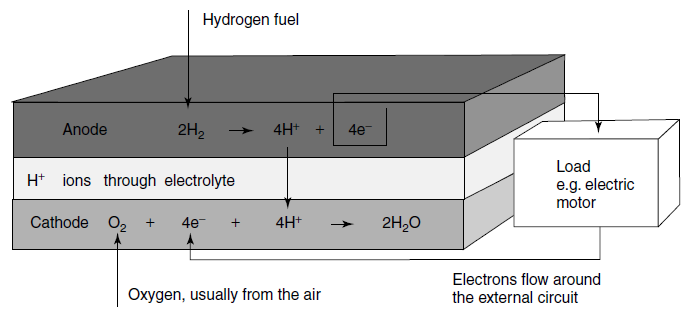 Hydrogen fuel
Anode 2H₂ → 4H⁺ + 4e⁻
H⁺ ions through electrolyte
Cathode O₂ + 4e⁻ + 4H⁺ → 2H₂O
Load
e.g. electric
motor
Oxygen, usually from the air
Electrons flow around
the external circuit